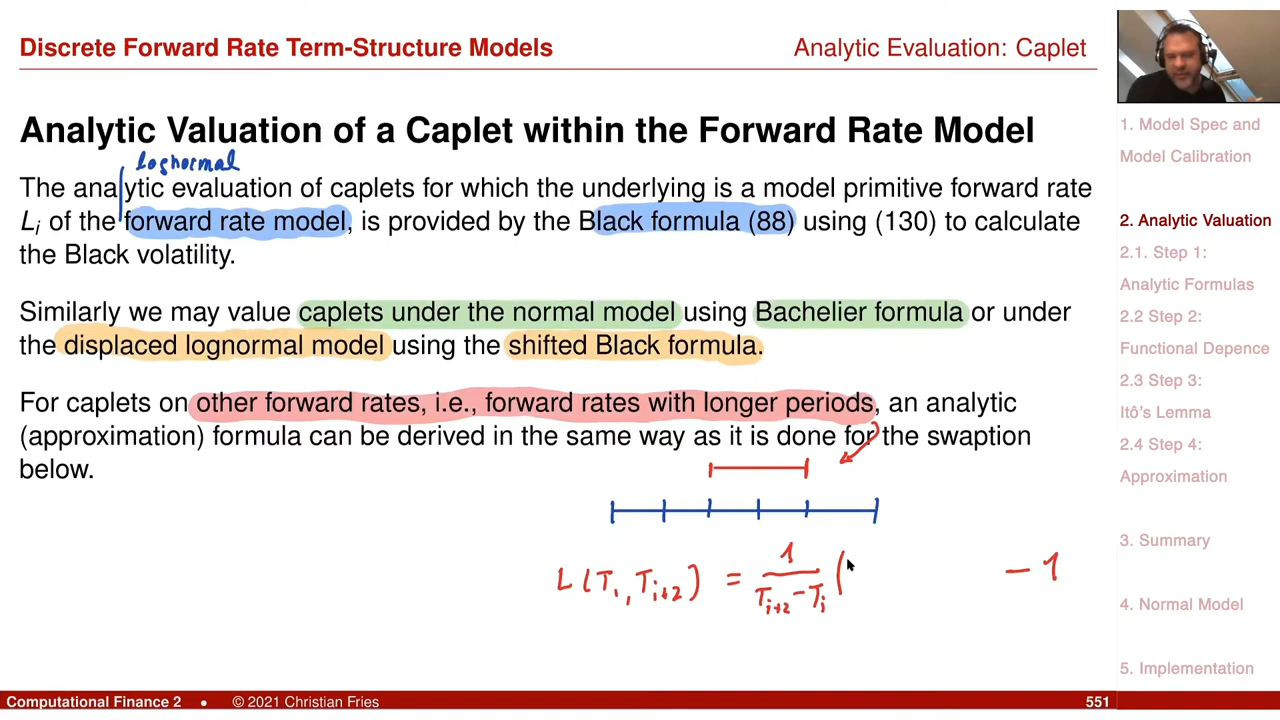 Discrete Forward Rate Term-Structure Models
Analytic Evaluation: Caplet
Analytic Valuation of a Caplet within the Forward Rate Model
lognormal
The analytic evaluation of caplets for which the underlying is a model primitive forward rate
Lᵢ of the forward rate model, is provided by the Black formula (88) using (130) to calculate
the Black volatility.
Similarly we may value caplets under the normal model using Bachelier formula or under
the displaced lognormal model using the shifted Black formula.
For caplets on other forward rates, i.e., forward rates with longer periods, an analytic
(approximation) formula can be derived in the same way as it is done for the swaption
below.
L(Tᵢ, Tᵢ₊₂) = 1/(Tᵢ₊₂ − Tᵢ) ( − 1
1. Model Spec and
Model Calibration
2. Analytic Valuation
2.1. Step 1:
Analytic Formulas
2.2 Step 2:
Functional Depence
2.3 Step 3:
Itô's Lemma
2.4 Step 4:
Approximation
3. Summary
4. Normal Model
5. Implementation
Computational Finance 2 • © 2021 Christian Fries 551